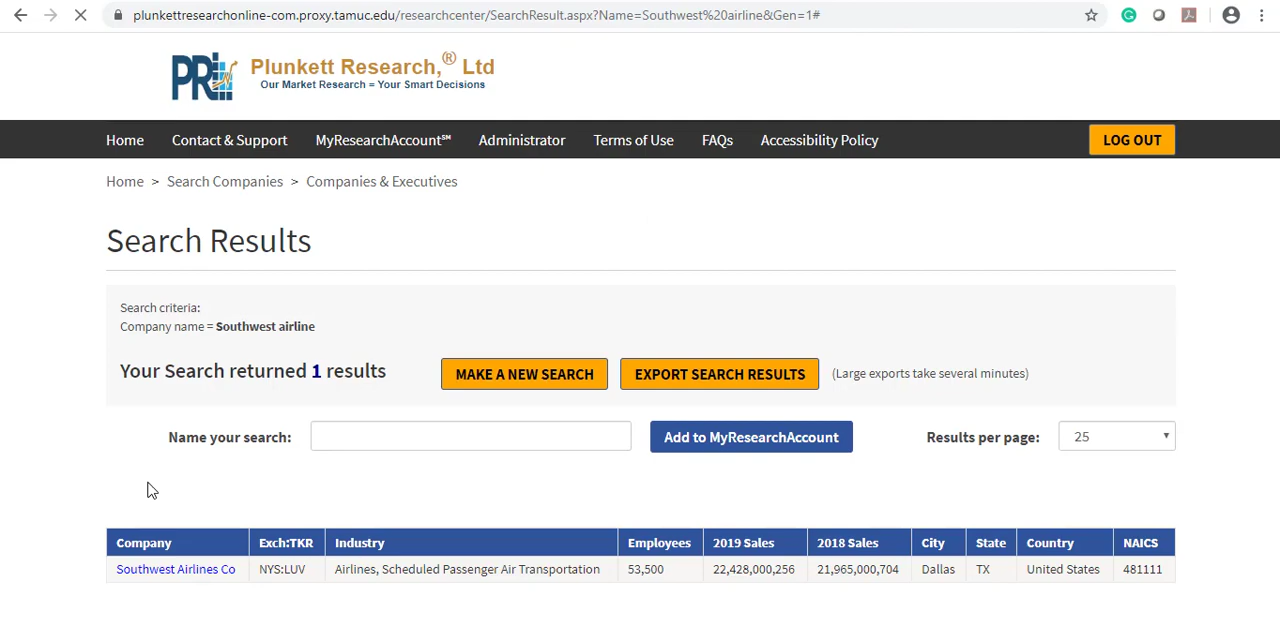 plunkettresearchonline-com.proxy.tamuc.edu/researchcenter/SearchResult.aspx?Name=Southwest%20airline&Gen=1#
PR
Plunkett Research,® Ltd
Our Market Research = Your Smart Decisions
Home Contact & Support MyResearchAccount℠ Administrator Terms of Use FAQs Accessibility Policy LOG OUT
Home > Search Companies > Companies & Executives
Search Results
Search criteria:
Company name = Southwest airline
Your Search returned 1 results MAKE A NEW SEARCH EXPORT SEARCH RESULTS (Large exports take several minutes)
Name your search: Add to MyResearchAccount Results per page: 25
Company Exch:TKR Industry Employees 2019 Sales 2018 Sales City State Country NAICS
Southwest Airlines Co NYS:LUV Airlines, Scheduled Passenger Air Transportation 53,500 22,428,000,256 21,965,000,704 Dallas TX United States 481111